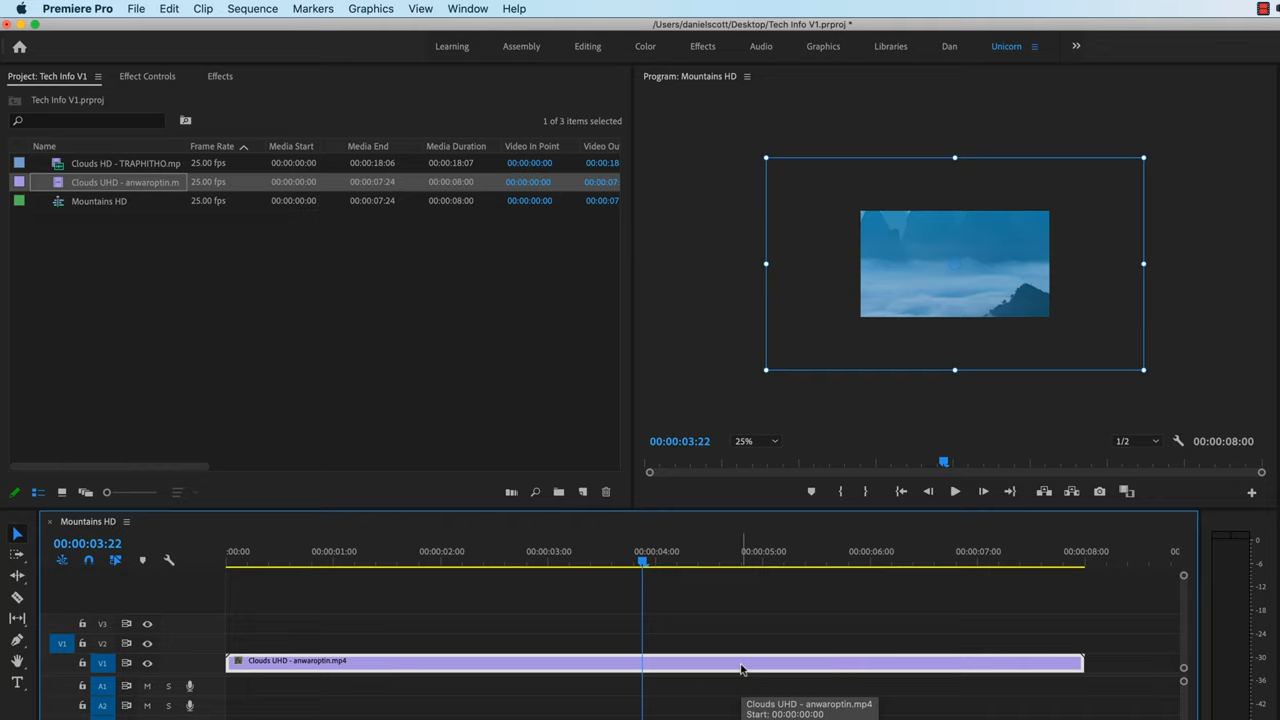 Premiere Pro File Edit Clip Sequence Markers Graphics View Window Help
/Users/danielscott/Desktop/Tech Info V1.prproj *
Learning Assembly Editing Color Effects Audio Graphics Libraries Dan Unicorn
Project: Tech Info V1 Effect Controls Effects
Program: Mountains HD
Tech Info V1.prproj
1 of 3 items selected
Name Frame Rate Media Start Media End Media Duration Video In Point Video Ou
Clouds HD - TRAPHITHO.mp 25.00 fps 00:00:00:00 00:00:18:06 00:00:18:07 00:00:00:00 00:00:18
Clouds UHD - anwaroptin.m 25.00 fps 00:00:00:00 00:00:07:24 00:00:08:00 00:00:00:00 00:00:07
Mountains HD 25.00 fps 00:00:00:00 00:00:07:24 00:00:08:00 00:00:00:00 00:00:07
00:00:03:22 25% 1/2 00:00:08:00
Mountains HD
00:00:03:22
:00:00 00:00:01:00 00:00:02:00 00:00:03:00 00:00:04:00 00:00:05:00 00:00:06:00 00:00:07:00 00:00:08:00 00:
V3
V1 V2
V1 Clouds UHD - anwaroptin.mp4
A1 M S
A2 M S
Clouds UHD - anwaroptin.mp4
Start: 00:00:00:00
0
-6
-12
-18
-24
-30
-36
-42